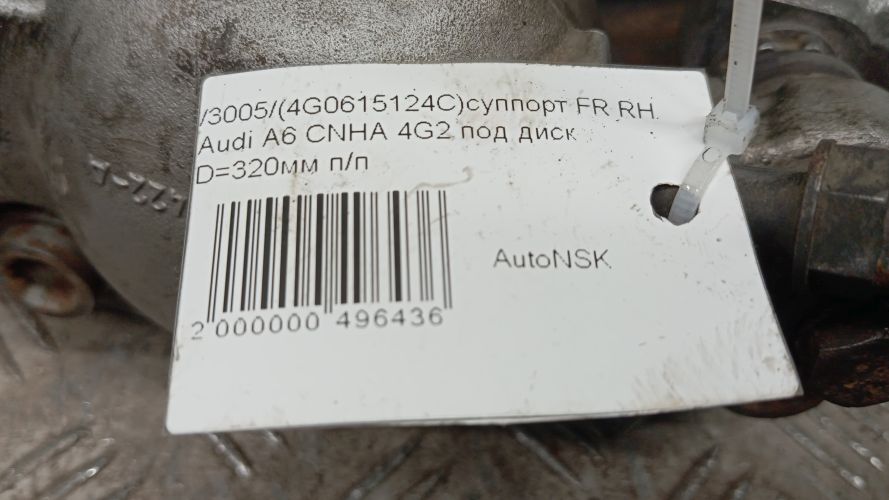 /3005/(4G0615124C)суппорт FR RH
Audi A6 CNHA 4G2 под диск
D=320мм п/п
AutoNSK
2 000000 496436